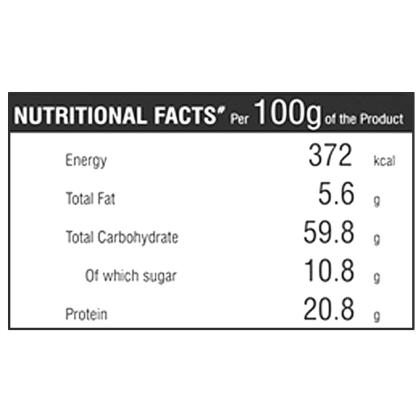 NUTRITIONAL FACTS# Per 100g of the Product
Energy 372 kcal
Total Fat 5.6 g
Total Carbohydrate 59.8 g
Of which sugar 10.8 g
Protein 20.8 g